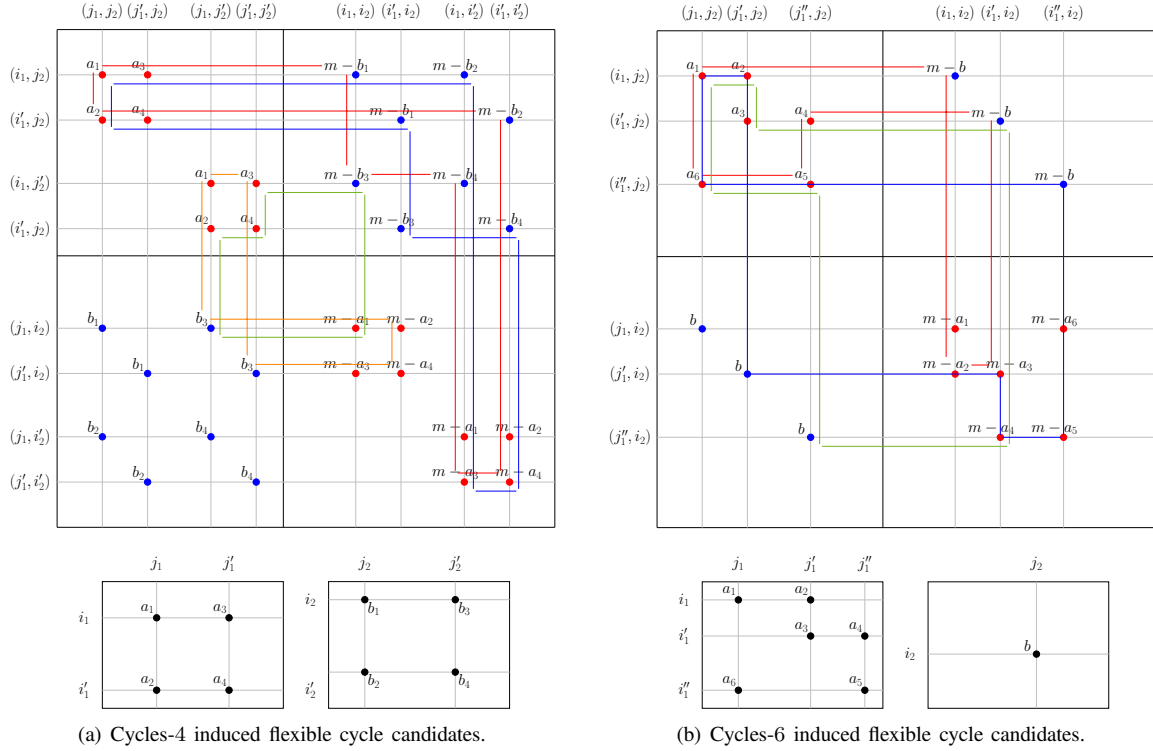 (j₁, j₂) (j′₁, j₂) (j₁, j′₂) (j′₁, j′₂) (i₁, i₂) (i′₁, i₂) (i₁, i′₂) (i′₁, i′₂)
(i₁, j₂) a₁ a₃ m − b₁ m − b₂
(i′₁, j₂) a₂ a₄ m − b₁ m − b₂
(i₁, j′₂) a₁ a₃ m − b₃ m − b₄
(i′₁, j₂) a₂ a₄ m − b₃ m − b₄
(j₁, i₂) b₁ b₃ m − a₁ m − a₂
(j′₁, i₂) b₁ b₃ m − a₃ m − a₄
(j₁, i′₂) b₂ b₄ m − a₁ m − a₂
(j′₁, i′₂) b₂ b₄ m − a₃ m − a₄
j₁ j′₁
i₁ a₁ a₃
i′₁ a₂ a₄
j₂ j′₂
i₂ b₁ b₃
i′₂ b₂ b₄
(a) Cycles-4 induced flexible cycle candidates.
(j₁, j₂) (j′₁, j₂) (j″₁, j₂) (i₁, i₂) (i′₁, i₂) (i″₁, i₂)
(i₁, j₂) a₁ a₂ m − b
(i′₁, j₂) a₃ a₄ m − b
(i″₁, j₂) a₆ a₅ m − b
(j₁, i₂) b m − a₁ m − a₆
(j′₁, i₂) b m − a₂ m − a₃
(j″₁, i₂) b m − a₄ m − a₅
j₁ j′₁ j″₁
i₁ a₁ a₂
i′₁ a₃ a₄
i″₁ a₆ a₅
j₂
i₂ b
(b) Cycles-6 induced flexible cycle candidates.